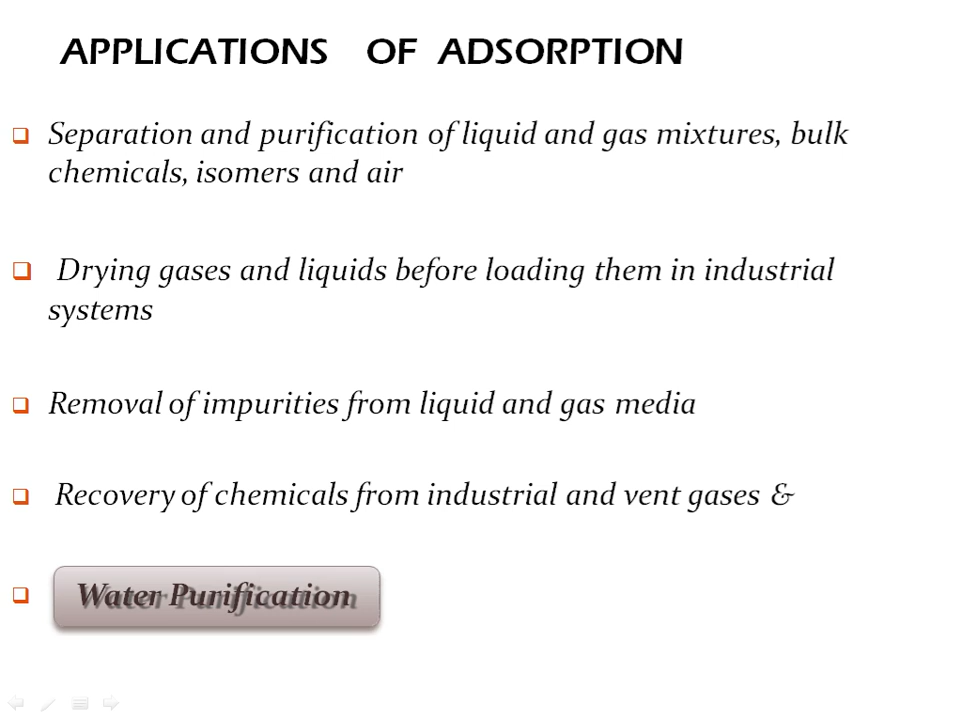 APPLICATIONS OF ADSORPTION
Separation and purification of liquid and gas mixtures, bulk
chemicals, isomers and air
Drying gases and liquids before loading them in industrial
systems
Removal of impurities from liquid and gas media
Recovery of chemicals from industrial and vent gases &
Water Purification